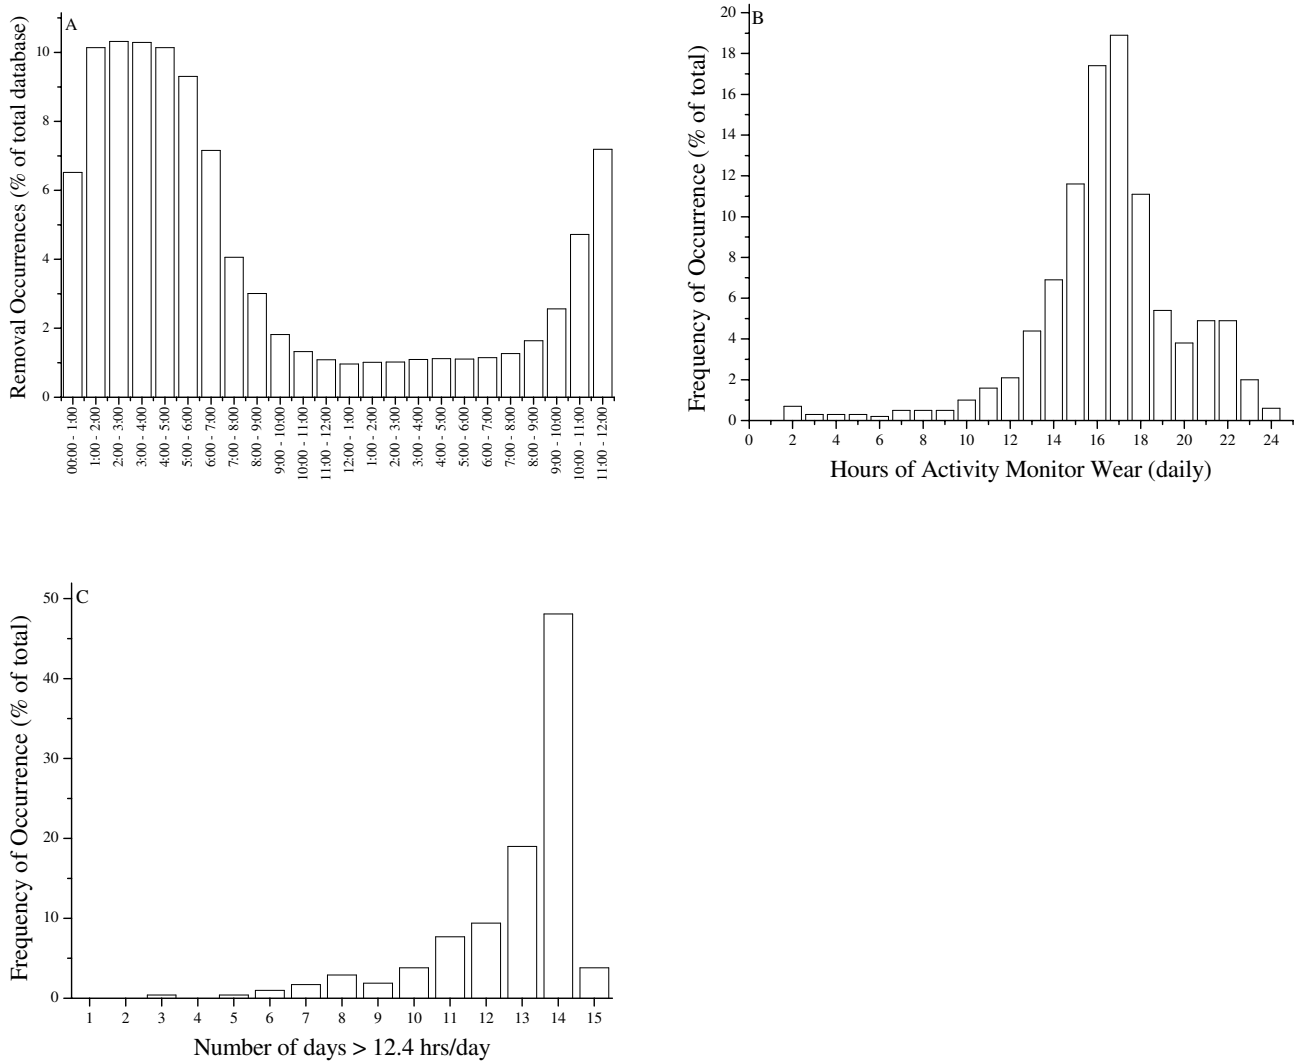 A
Removal Occurrences (% of total database)
10
8
6
4
2
0
00:00 - 1:00
1:00 - 2:00
2:00 - 3:00
3:00 - 4:00
4:00 - 5:00
5:00 - 6:00
6:00 - 7:00
7:00 - 8:00
8:00 - 9:00
9:00 - 10:00
10:00 - 11:00
11:00 - 12:00
12:00 - 1:00
1:00 - 2:00
2:00 - 3:00
3:00 - 4:00
4:00 - 5:00
5:00 - 6:00
6:00 - 7:00
7:00 - 8:00
8:00 - 9:00
9:00 - 10:00
10:00 - 11:00
11:00 - 12:00
B
Frequency of Occurrence (% of total)
20
18
16
14
12
10
8
6
4
2
0
0 2 4 6 8 10 12 14 16 18 20 22 24
Hours of Activity Monitor Wear (daily)
C
Frequency of Occurrence (% of total)
50
40
30
20
10
0
1 2 3 4 5 6 7 8 9 10 11 12 13 14 15
Number of days > 12.4 hrs/day